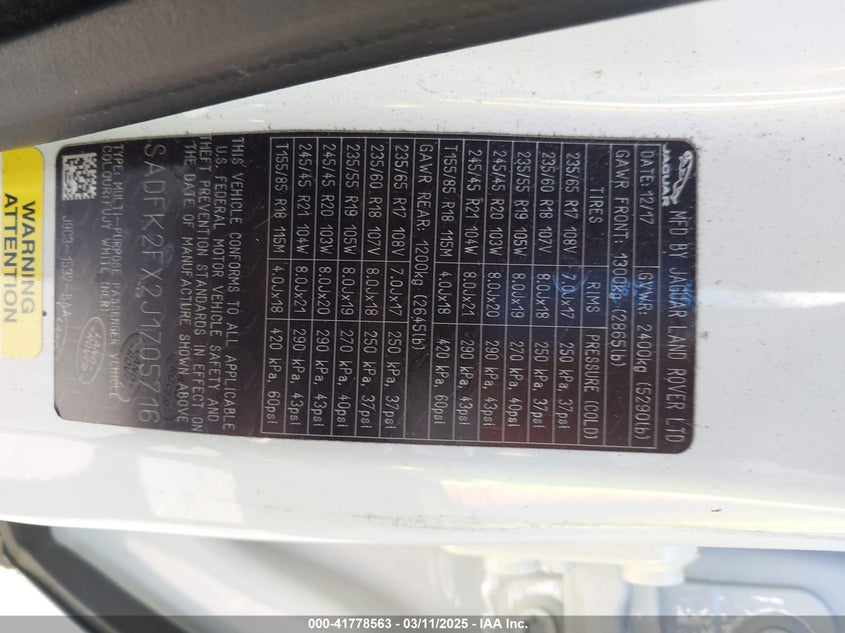 JAGUAR
MFD BY JAGUAR LAND ROVER LTD
DATE: 12/17 GVWR: 2400kg (5290lb)
GAWR FRONT: 1300kg (2865lb)
TIRES RIMS PRESSURE (COLD)
235/65 R17 108V 7.0Jx17 250 kPa, 37psi
235/60 R18 107V 8.0Jx18 250 kPa, 37psi
235/55 R19 105W 8.0Jx19 270 kPa, 40psi
245/45 R20 103W 8.0Jx20 290 kPa, 43psi
245/45 R21 104W 8.0Jx21 290 kPa, 43psi
T155/85 R18 115M 4.0Jx18 420 kPa, 60psi
GAWR REAR: 1200kg (2645lb)
235/65 R17 108V 7.0Jx17 250 kPa, 37psi
235/60 R18 107V 8.0Jx18 250 kPa, 37psi
235/55 R19 105W 8.0Jx19 270 kPa, 40psi
245/45 R20 103W 8.0Jx20 290 kPa, 43psi
245/45 R21 104W 8.0Jx21 290 kPa, 43psi
T155/85 R18 115M 4.0Jx18 420 kPa, 60psi
THIS VEHICLE CONFORMS TO ALL APPLICABLE
U.S. FEDERAL MOTOR VEHICLE SAFETY AND
THEFT PREVENTION STANDARDS IN EFFECT ON
THE DATE OF MANUFACTURE SHOWN ABOVE
SADFK2FX2J1Z05716
TYPE: MULTI-PURPOSE PASSENGER VEHICLE
COLOUR: FUJI WHITE (NER)
WARNING
ATTENTION
000-41778563 - 03/11/2025 - IAA Inc.